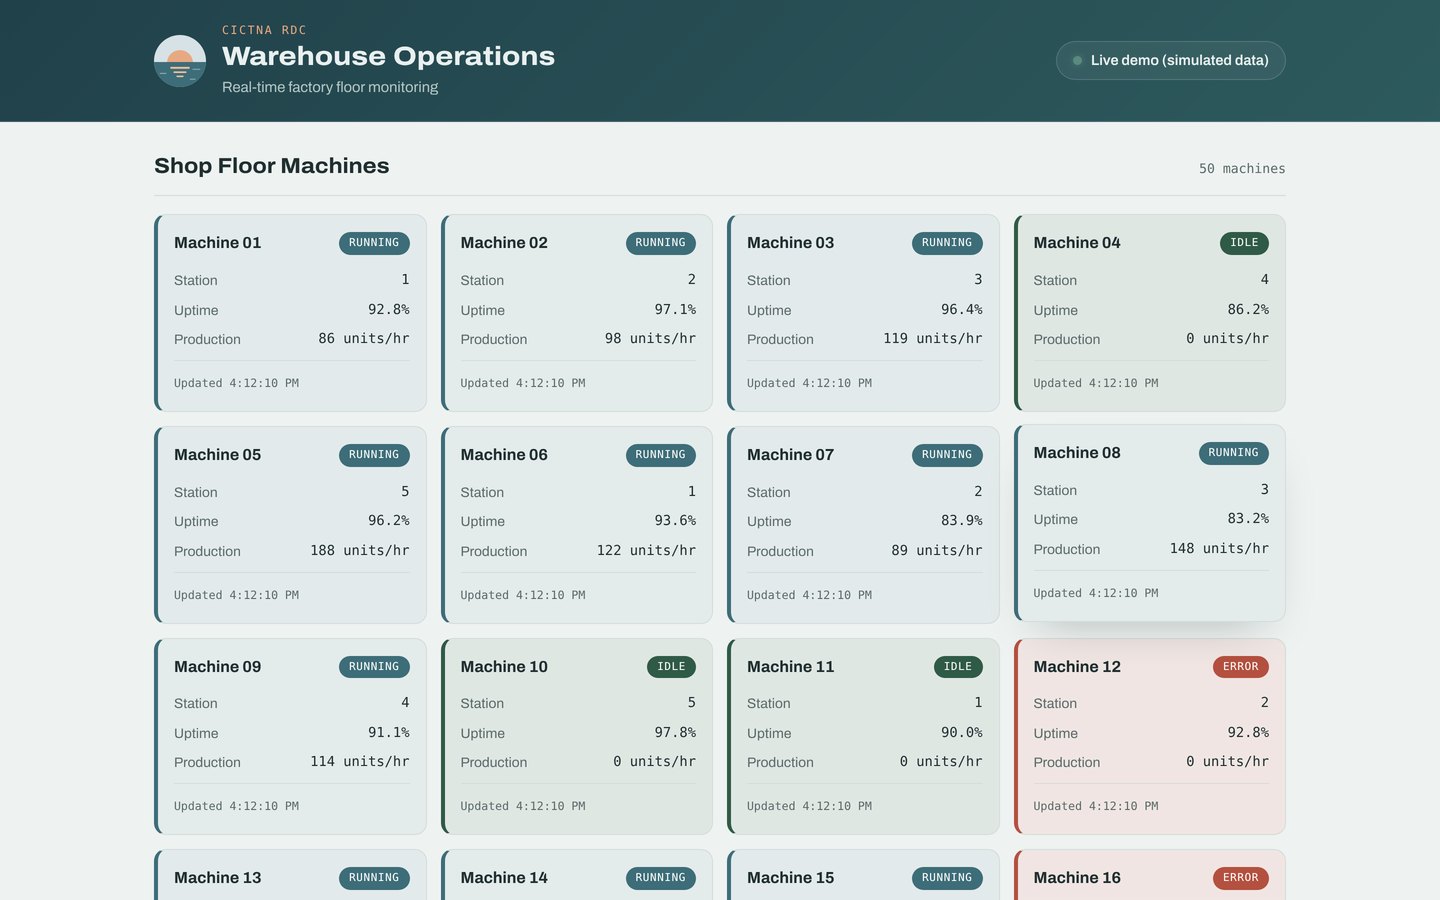 CICTNA RDC
Warehouse Operations
Real-time factory floor monitoring
Live demo (simulated data)
Shop Floor Machines
50 machines
Machine 01
RUNNING
Station 1
Uptime 92.8%
Production 86 units/hr
Updated 4:12:10 PM
Machine 02
RUNNING
Station 2
Uptime 97.1%
Production 98 units/hr
Updated 4:12:10 PM
Machine 03
RUNNING
Station 3
Uptime 96.4%
Production 119 units/hr
Updated 4:12:10 PM
Machine 04
IDLE
Station 4
Uptime 86.2%
Production 0 units/hr
Updated 4:12:10 PM
Machine 05
RUNNING
Station 5
Uptime 96.2%
Production 188 units/hr
Updated 4:12:10 PM
Machine 06
RUNNING
Station 1
Uptime 93.6%
Production 122 units/hr
Updated 4:12:10 PM
Machine 07
RUNNING
Station 2
Uptime 83.9%
Production 89 units/hr
Updated 4:12:10 PM
Machine 08
RUNNING
Station 3
Uptime 83.2%
Production 148 units/hr
Updated 4:12:10 PM
Machine 09
RUNNING
Station 4
Uptime 91.1%
Production 114 units/hr
Updated 4:12:10 PM
Machine 10
IDLE
Station 5
Uptime 97.8%
Production 0 units/hr
Updated 4:12:10 PM
Machine 11
IDLE
Station 1
Uptime 90.0%
Production 0 units/hr
Updated 4:12:10 PM
Machine 12
ERROR
Station 2
Uptime 92.8%
Production 0 units/hr
Updated 4:12:10 PM
Machine 13
RUNNING
Machine 14
RUNNING
Machine 15
RUNNING
Machine 16
ERROR